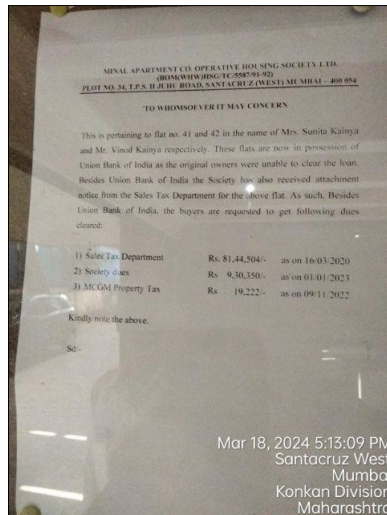 MINAL APARTMENT CO. OPERATIVE HOUSING SOCIETY LTD.
(BOM(WHW)HSG/TC/5587/91-92)
PLOT NO. 34, T.P.S. II JUHU ROAD, SANTACRUZ (WEST) MUMBAI – 400 054
TO WHOMSOEVER IT MAY CONCERN
This is pertaining to flat no. 41 and 42 in the name of Mrs. Sunita Kainya
and Mr. Vinod Kainya respectively. These flats are now in possession of
Union Bank of India as the original owners were unable to clear the loan.
Besides Union Bank of India the Society has also received attachment
notice from the Sales Tax Department for the above flat. As such, Besides
Union Bank of India, the buyers are requested to get following dues
cleared:
1) Sales Tax Department Rs. 81,44,504/- as on 16/03/2020
2) Society dues Rs 9,30,350/- as on 01/01/2023
3) MCGM Property Tax Rs 19,222/- as on 09/11/2022
Kindly note the above.
Sd/-
Mar 18, 2024 5:13:09 PM
Santacruz West
Mumba
Konkan Division
Maharashtra